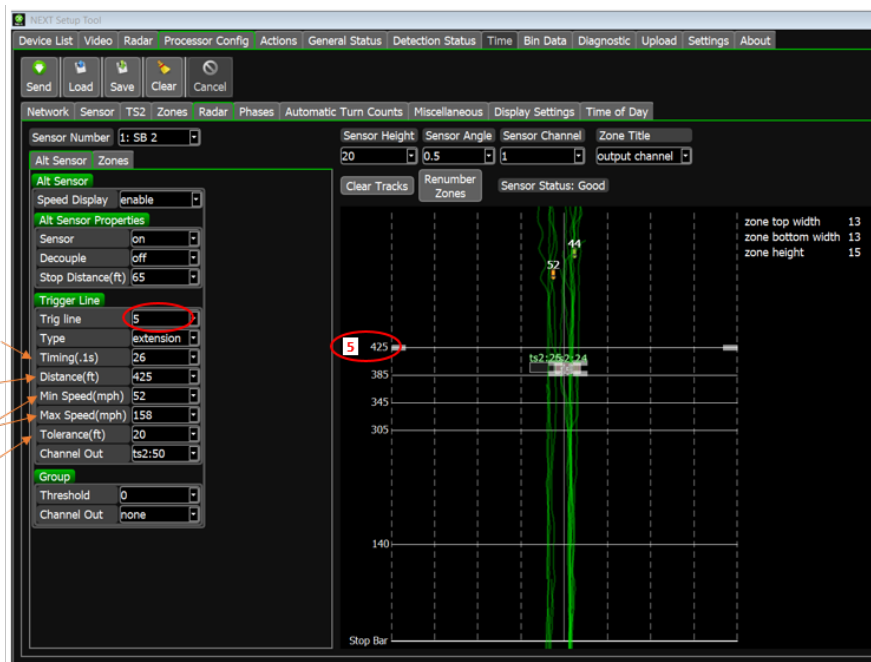 NEXT Setup Tool
Device List Video Radar Processor Config Actions General Status Detection Status Time Bin Data Diagnostic Upload Settings About
Send Load Save Clear Cancel
Network Sensor TS2 Zones Radar Phases Automatic Turn Counts Miscellaneous Display Settings Time of Day
Sensor Number 1: SB 2
Sensor Height Sensor Angle Sensor Channel Zone Title
20 0.5 1 output channel
Alt Sensor Zones
Clear Tracks Renumber Zones Sensor Status: Good
Alt Sensor
Speed Display enable
Alt Sensor Properties
Sensor on
Decouple off
Stop Distance(ft) 65
Trigger Line
Trig line 5
Type extension
Timing(.1s) 26
Distance(ft) 425
Min Speed(mph) 52
Max Speed(mph) 158
Tolerance(ft) 20
Channel Out ts2:50
Group
Threshold 0
Channel Out none
zone top width 13
zone bottom width 13
zone height 15
44
52
5 425
ts2:26
2:24
385
345
305
140
Stop Bar